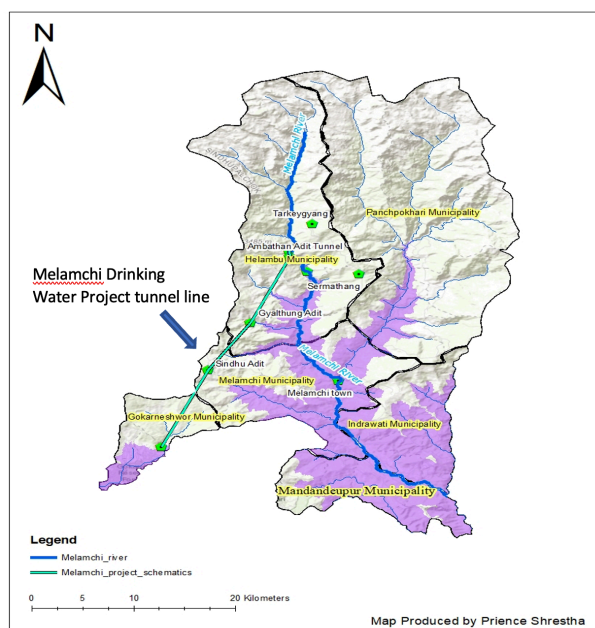 N
Melamchi River
Tarkeygyang
Panchpokhari Municipality
Ambathan Adit Tunnel
Helambu Municipality
Melamchi Drinking
Water Project tunnel line
Sermathang
Gyalthung Adit
Melamchi River
Sindhu Adit
Melamchi Municipality
Melamchi town
Gokarneshwor Municipality
Indrawati Municipality
Mandandeupur Municipality
Legend
Melamchi_river
Melamchi_project_schematics
0 5 10 20 Kilometers
Map Produced by Prience Shrestha